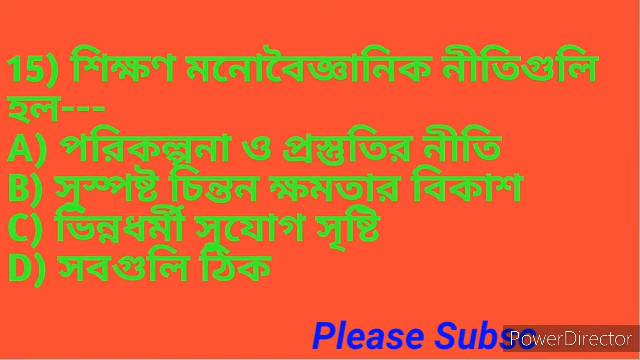 15) শিক্ষণ মনোবৈজ্ঞানিক নীতিগুলি
হল---
A) পরিকল্পনা ও প্রস্তুতির নীতি
B) সুস্পষ্ট চিন্তন ক্ষমতার বিকাশ
C) ভিন্নধর্মী সুযোগ সৃষ্টি
D) সবগুলি ঠিক
Please Subsc
PowerDirector